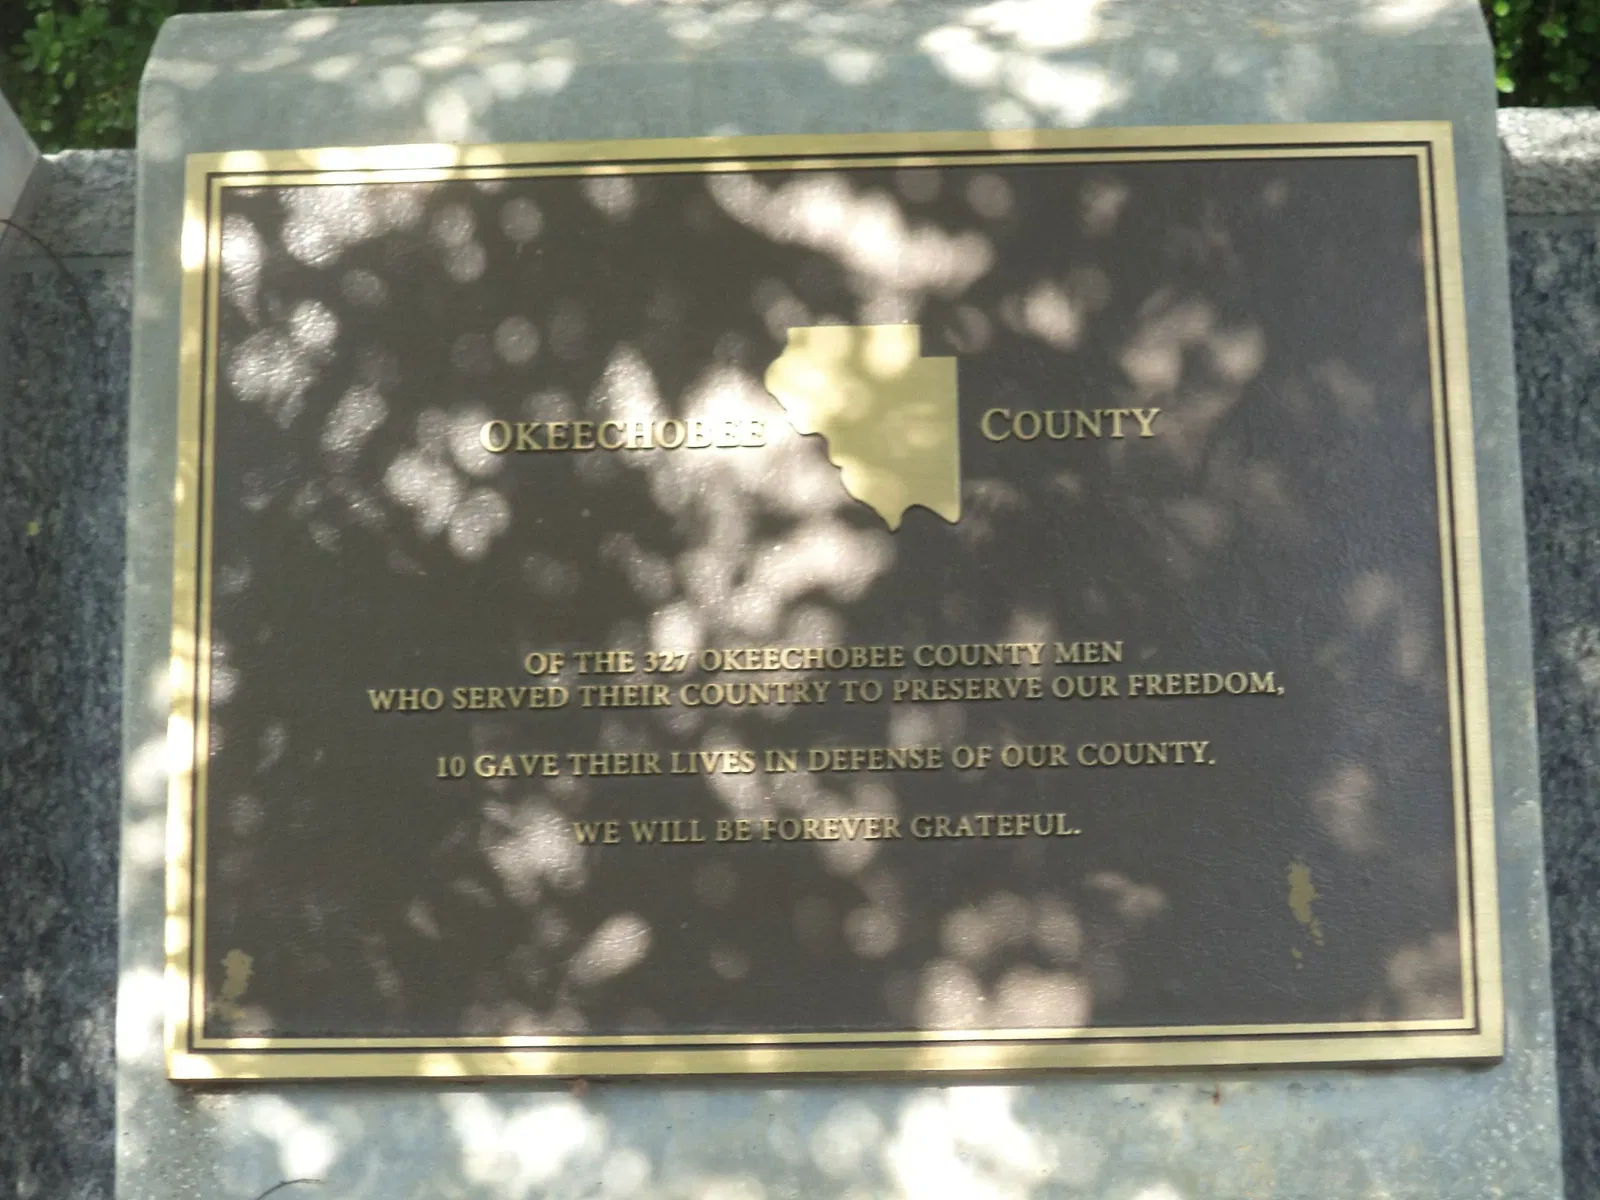 OKEECHOBEE COUNTY
OF THE 327 OKEECHOBEE COUNTY MEN
WHO SERVED THEIR COUNTRY TO PRESERVE OUR FREEDOM,
10 GAVE THEIR LIVES IN DEFENSE OF OUR COUNTY.
WE WILL BE FOREVER GRATEFUL.